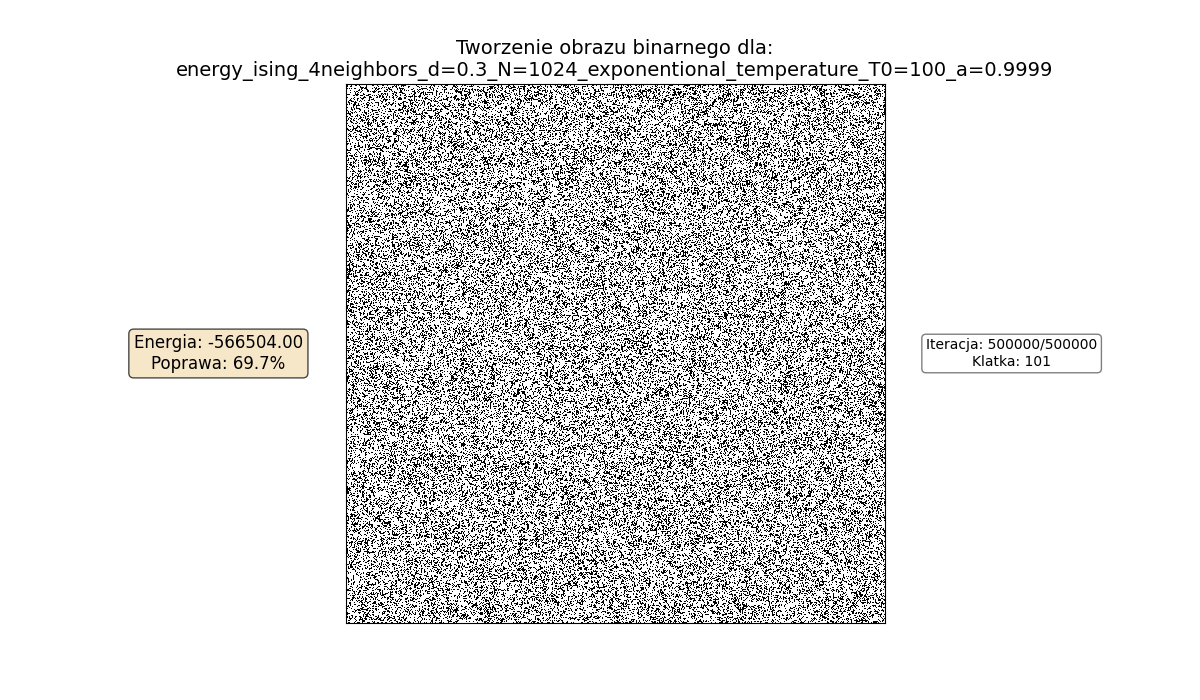 Tworzenie obrazu binarnego dla:
energy_ising_4neighbors_d=0.3_N=1024_exponentional_temperature_T0=100_a=0.9999
Energia: -566504.00
Poprawa: 69.7%
Iteracja: 500000/500000
Klatka: 101